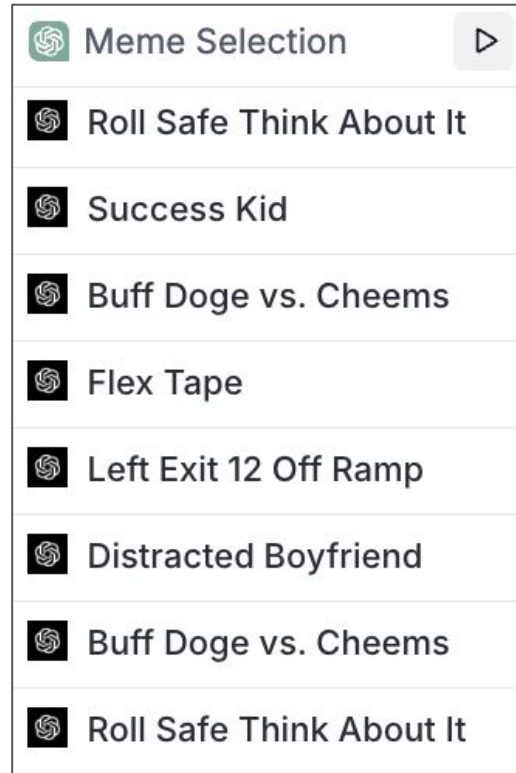 Meme Selection
Roll Safe Think About It
Success Kid
Buff Doge vs. Cheems
Flex Tape
Left Exit 12 Off Ramp
Distracted Boyfriend
Buff Doge vs. Cheems
Roll Safe Think About It